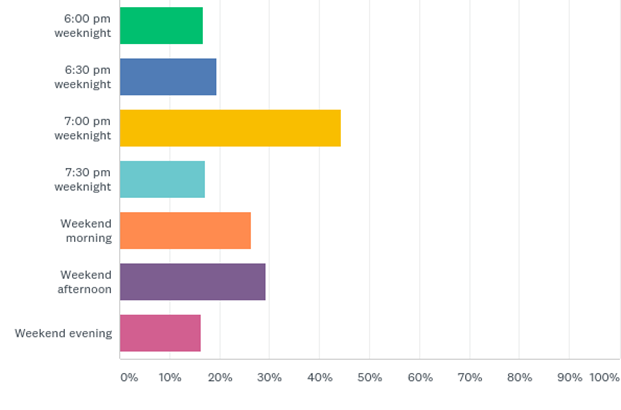 6:00 pm
weeknight
6:30 pm
weeknight
7:00 pm
weeknight
7:30 pm
weeknight
Weekend
morning
Weekend
afternoon
Weekend evening
0% 10% 20% 30% 40% 50% 60% 70% 80% 90% 100%